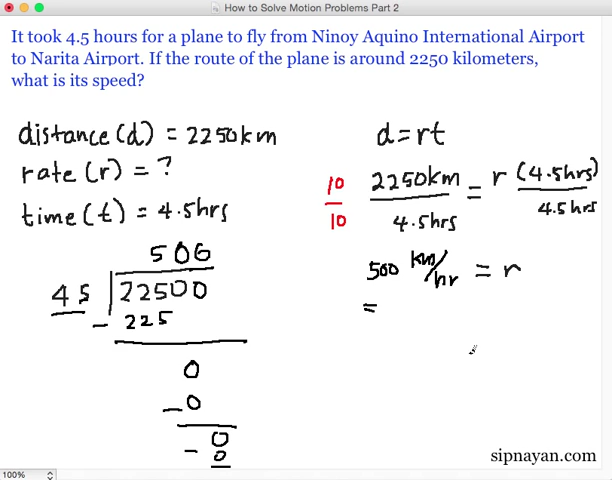 How to Solve Motion Problems Part 2
It took 4.5 hours for a plane to fly from Ninoy Aquino International Airport
to Narita Airport. If the route of the plane is around 2250 kilometers,
what is its speed?
distance(d) = 2250km
rate(r) = ?
time(t) = 4.5hrs
500
45 22500
- 225
0
- 0
0
- 0
d=rt
10/10 2250km/4.5hrs = r (4.5hrs)/4.5hrs
500 km/hr = r
=
sipnayan.com
100%